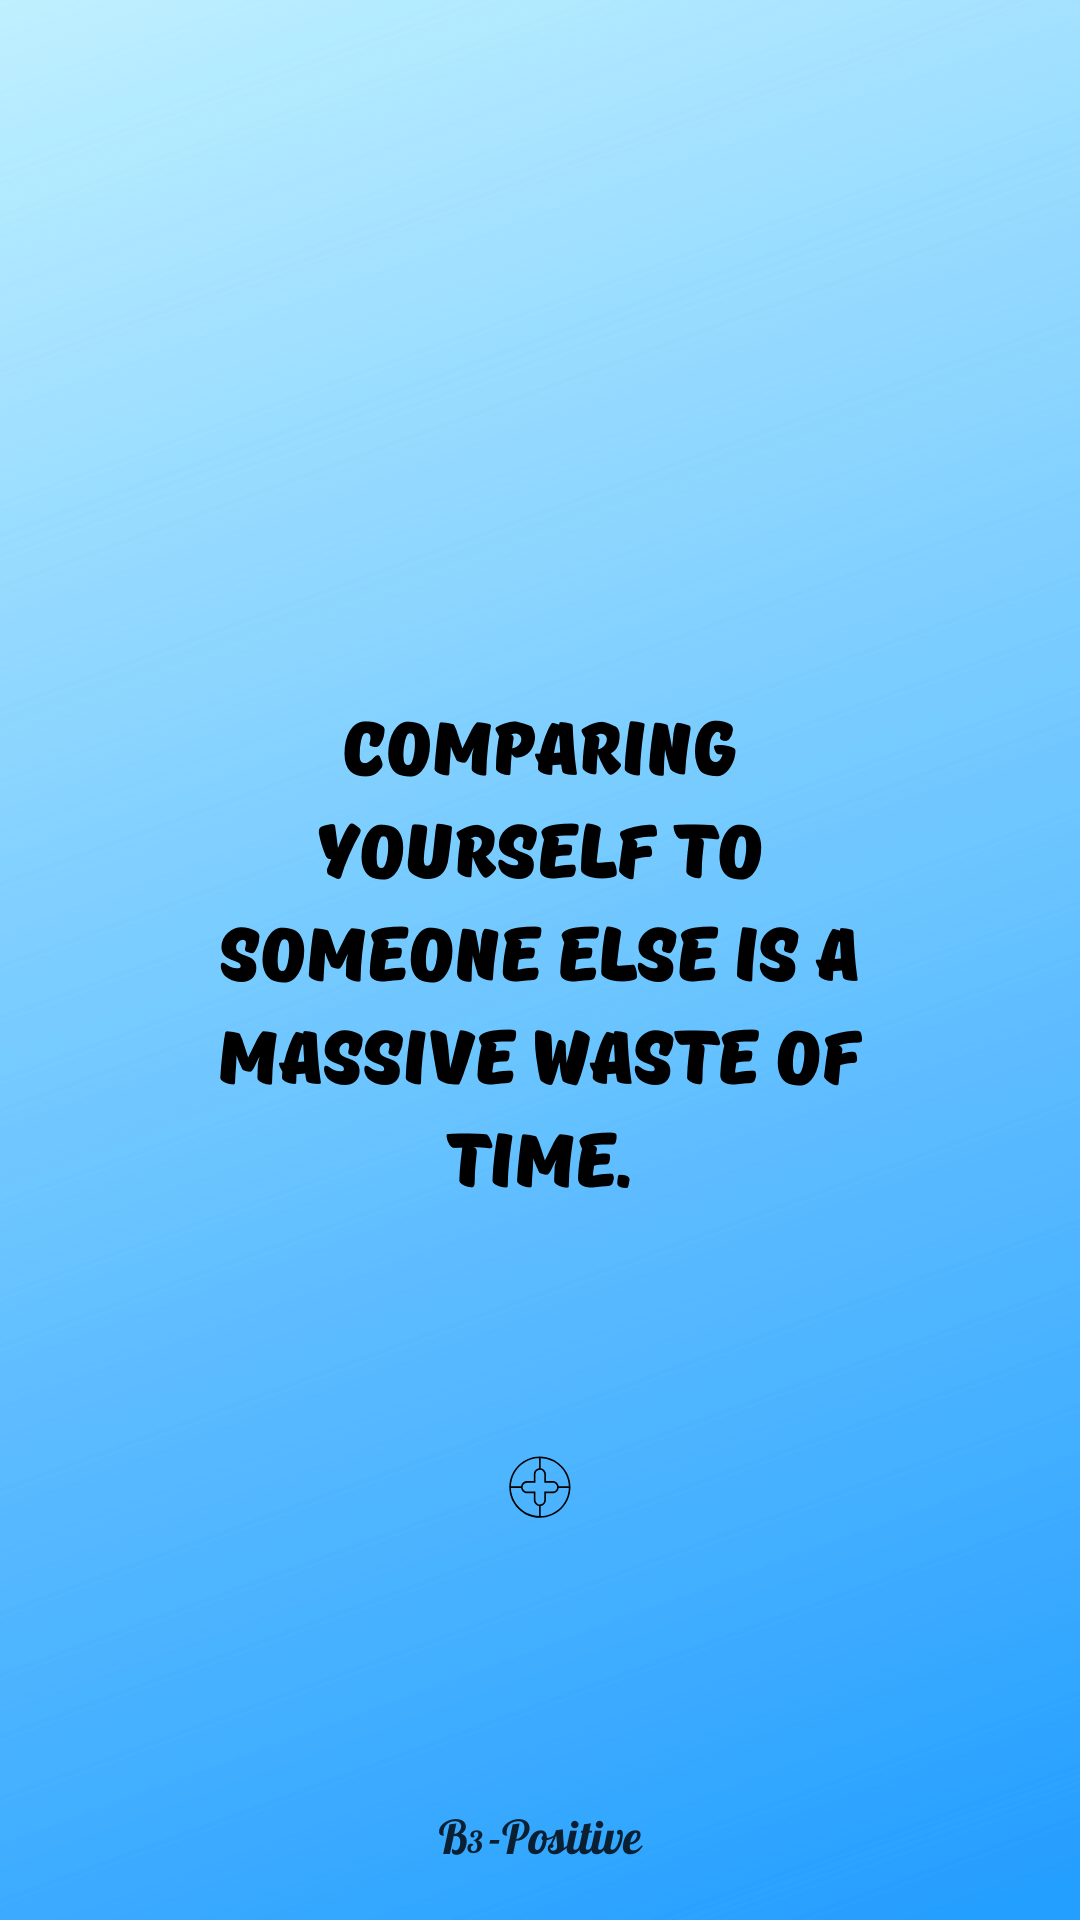 COMPARING
YOURSELF TO
SOMEONE ELSE IS A
MASSIVE WASTE OF
TIME.
B3-Positive